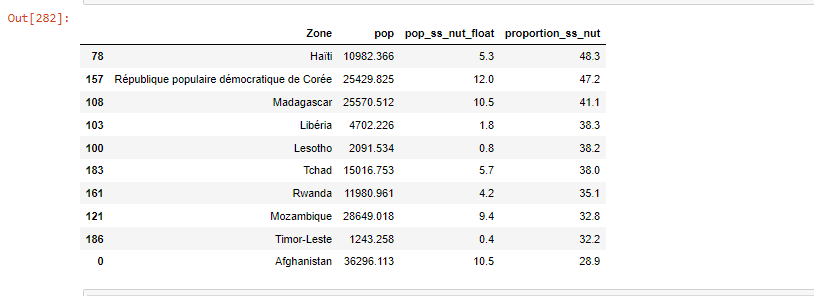 Out[282]:
Zone pop pop_ss_nut_float proportion_ss_nut
78 Haïti 10982.366 5.3 48.3
157 République populaire démocratique de Corée 25429.825 12.0 47.2
108 Madagascar 25570.512 10.5 41.1
103 Libéria 4702.226 1.8 38.3
100 Lesotho 2091.534 0.8 38.2
183 Tchad 15016.753 5.7 38.0
161 Rwanda 11980.961 4.2 35.1
121 Mozambique 28649.018 9.4 32.8
186 Timor-Leste 1243.258 0.4 32.2
0 Afghanistan 36296.113 10.5 28.9